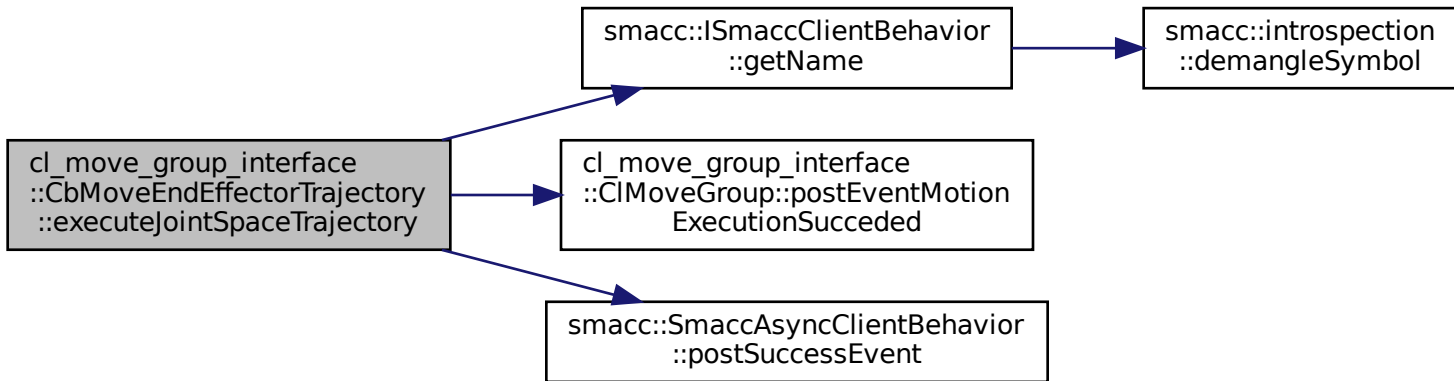 smacc::ISmaccClientBehavior
::getName
smacc::introspection
::demangleSymbol
cl_move_group_interface
::CbMoveEndEffectorTrajectory
::executeJointSpaceTrajectory
cl_move_group_interface
::ClMoveGroup::postEventMotion
ExecutionSucceded
smacc::SmaccAsyncClientBehavior
::postSuccessEvent